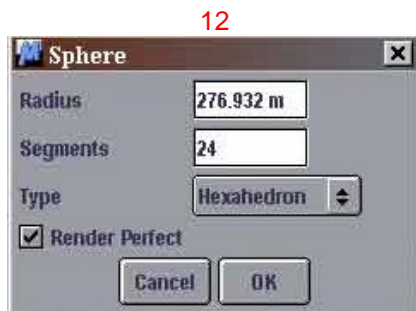 12
Sphere
Radius 276.932 m
Segments 24
Type Hexahedron
Render Perfect
Cancel OK